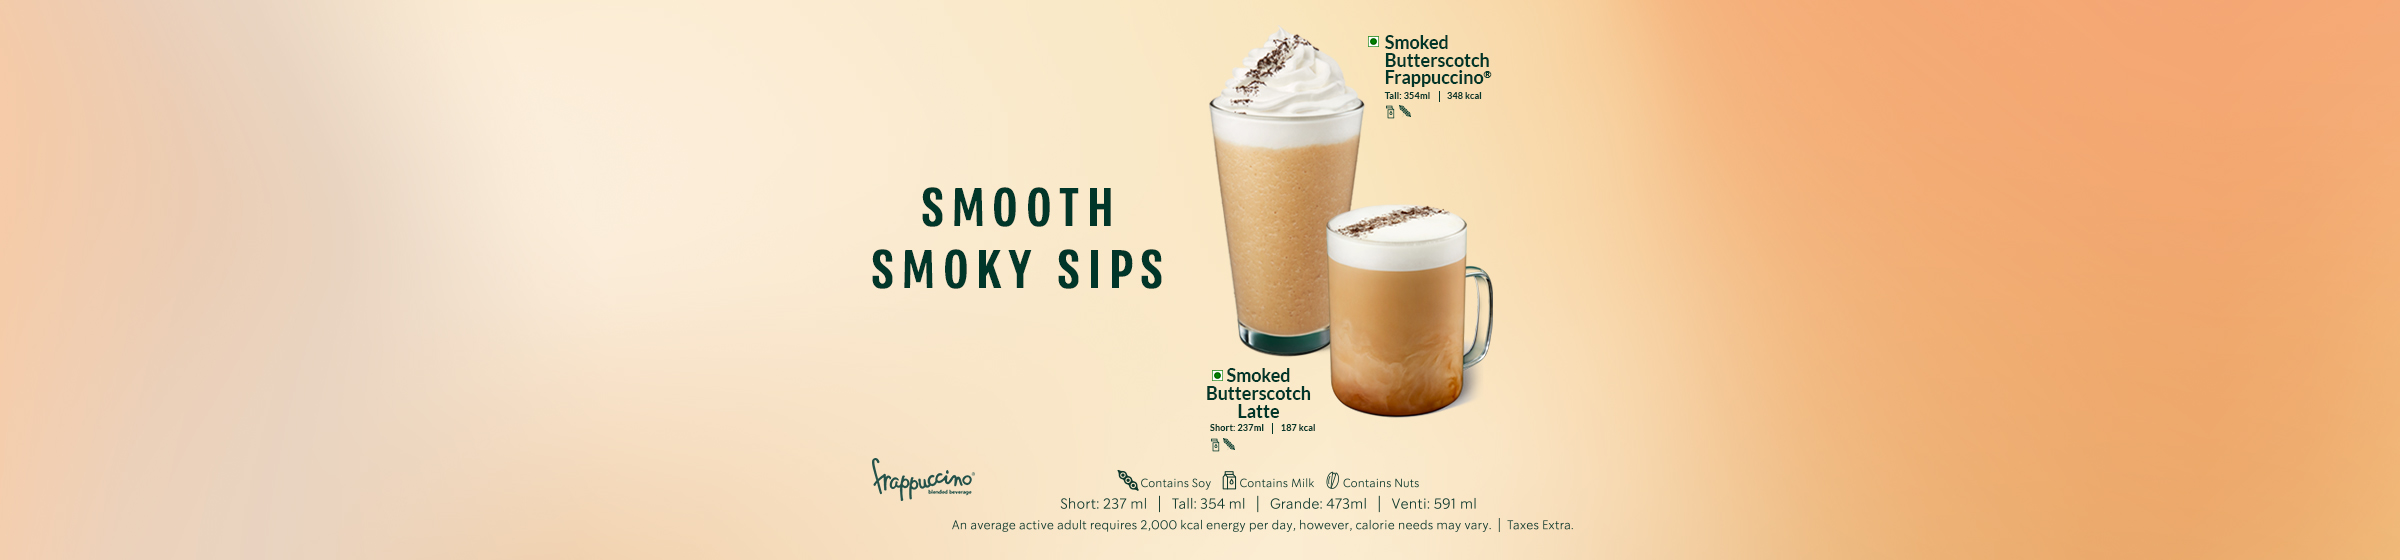 SMOOTH
SMOKY SIPS
Smoked
Butterscotch
Frappuccino®
Tall: 354ml | 348 kcal
Smoked
Butterscotch
Latte
Short: 237ml | 187 kcal
frappuccino®
blended beverage
Contains Soy Contains Milk Contains Nuts
Short: 237 ml | Tall: 354 ml | Grande: 473ml | Venti: 591 ml
An average active adult requires 2,000 kcal energy per day, however, calorie needs may vary. | Taxes Extra.